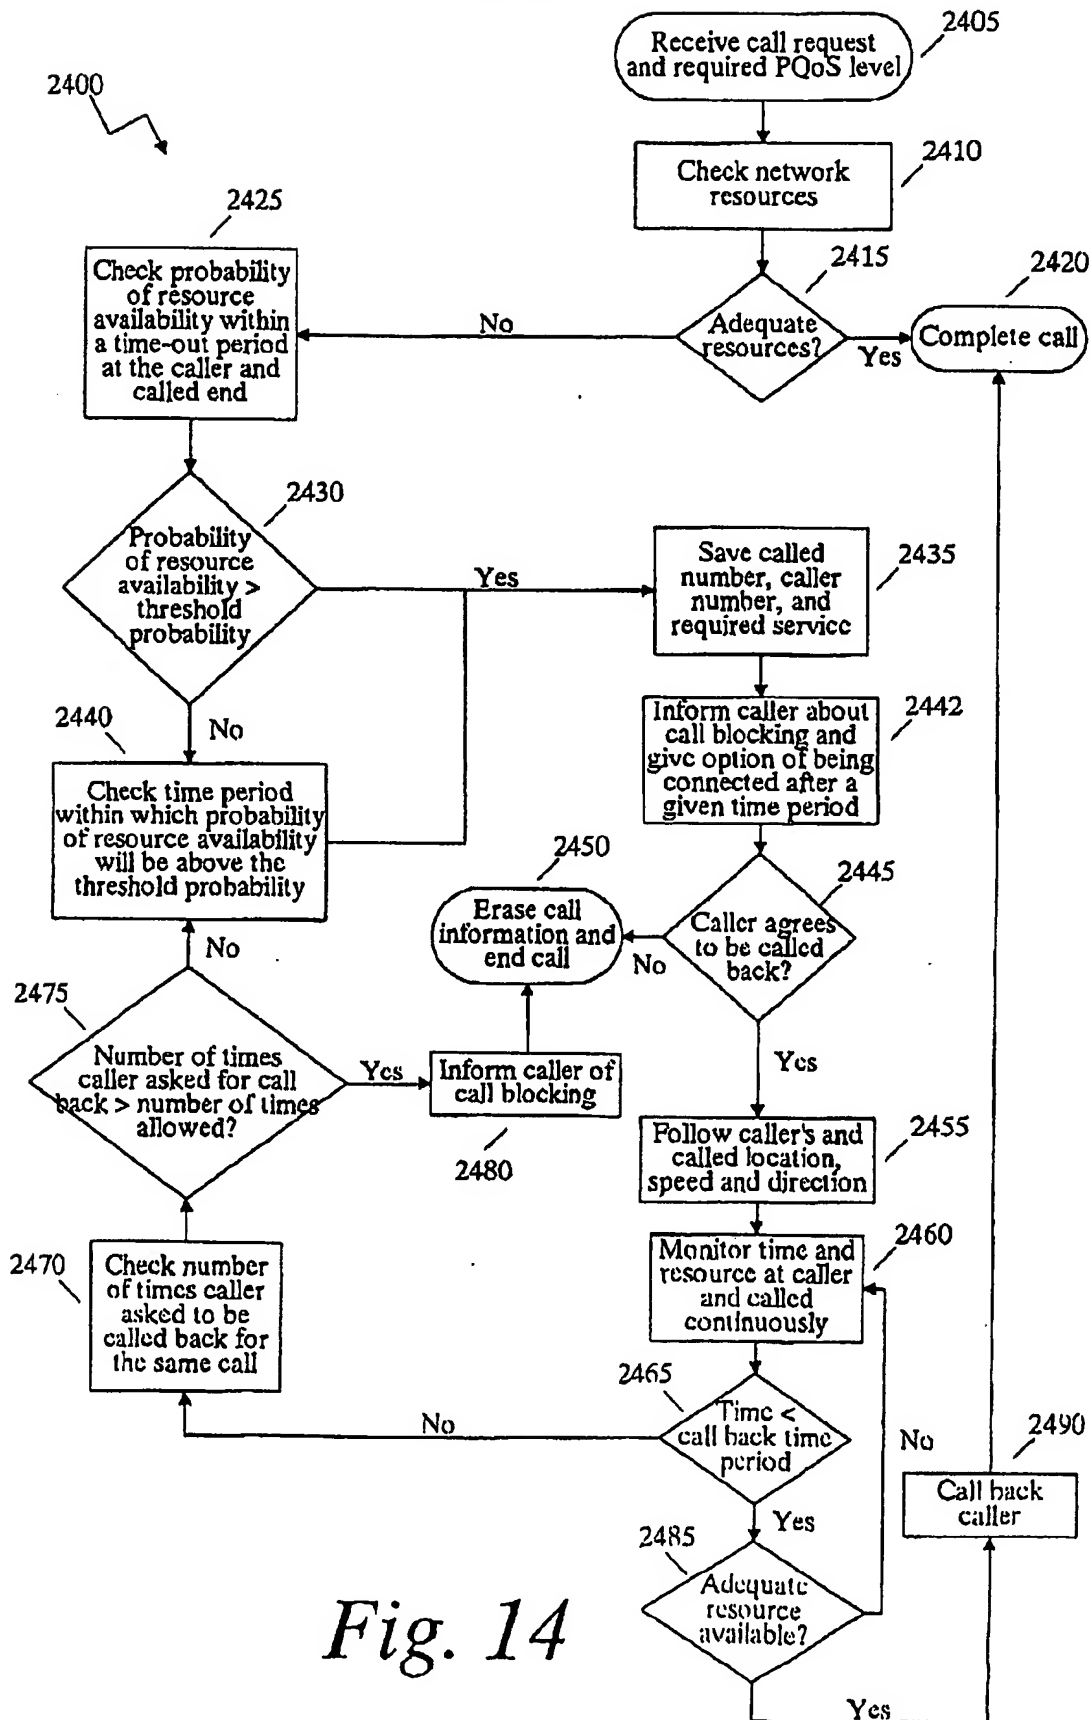 2405
Receive call request
and required PQoS level
2400
2410
Check network
resources
2425
2415
2420
Check probability
of resource
availability within
a time-out period
at the caller and
called end
No
Adequate
resources?
Yes
Complete call
2430
Probability
of resource
availability >
threshold
probability
Yes
2435
Save called
number, caller
number, and
required service
No
2440
2442
Inform caller about
call blocking and
give option of being
connected after a
given time period
Check time period
within which probability
of resource availability
will be above the
threshold probability
2450
2445
Erase call
information and
end call
No
Caller agrees
to be called
back?
No
2475
Number of times
caller asked for call
back > number of times
allowed?
Yes
Inform caller of
call blocking
2480
Yes
2455
Follow caller's and
called location,
speed and direction
2460
Monitor time and
resource at caller
and called
continuously
2470
Check number
of times caller
asked to be
called back for
the same call
2465
Time <
call back time
period
No
No
2490
Call back
caller
Yes
2485
Adequate
resource
available?
Yes
Fig. 14